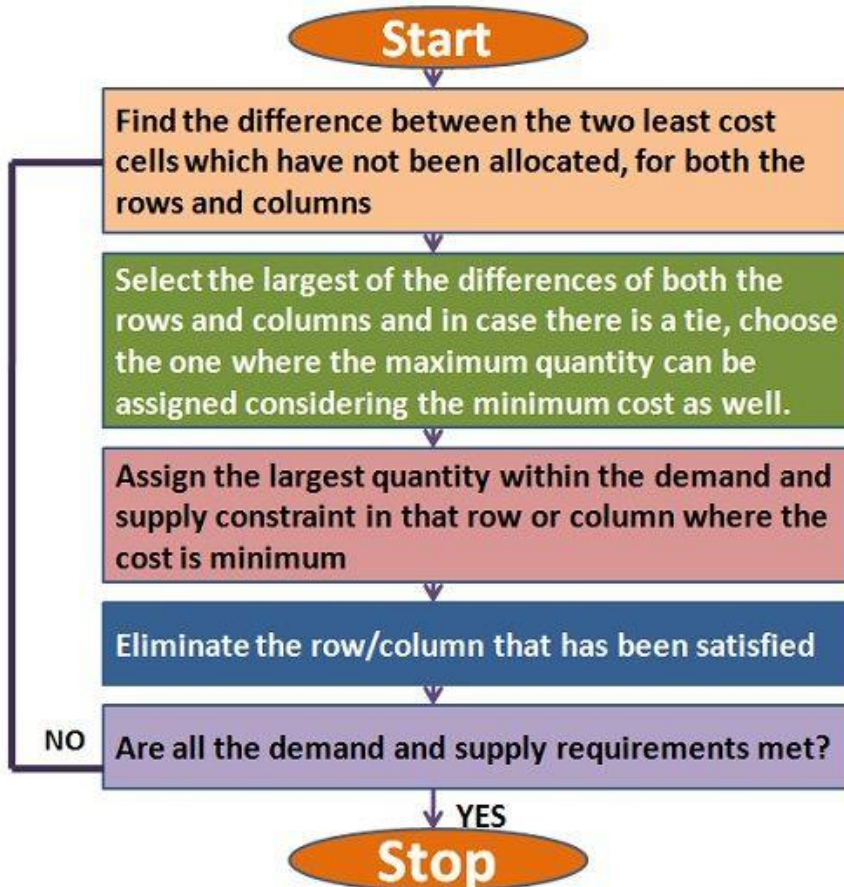 Start
Find the difference between the two least cost
cells which have not been allocated, for both the
rows and columns
Select the largest of the differences of both the
rows and columns and in case there is a tie, choose
the one where the maximum quantity can be
assigned considering the minimum cost as well.
Assign the largest quantity within the demand and
supply constraint in that row or column where the
cost is minimum
Eliminate the row/column that has been satisfied
NO
Are all the demand and supply requirements met?
YES
Stop